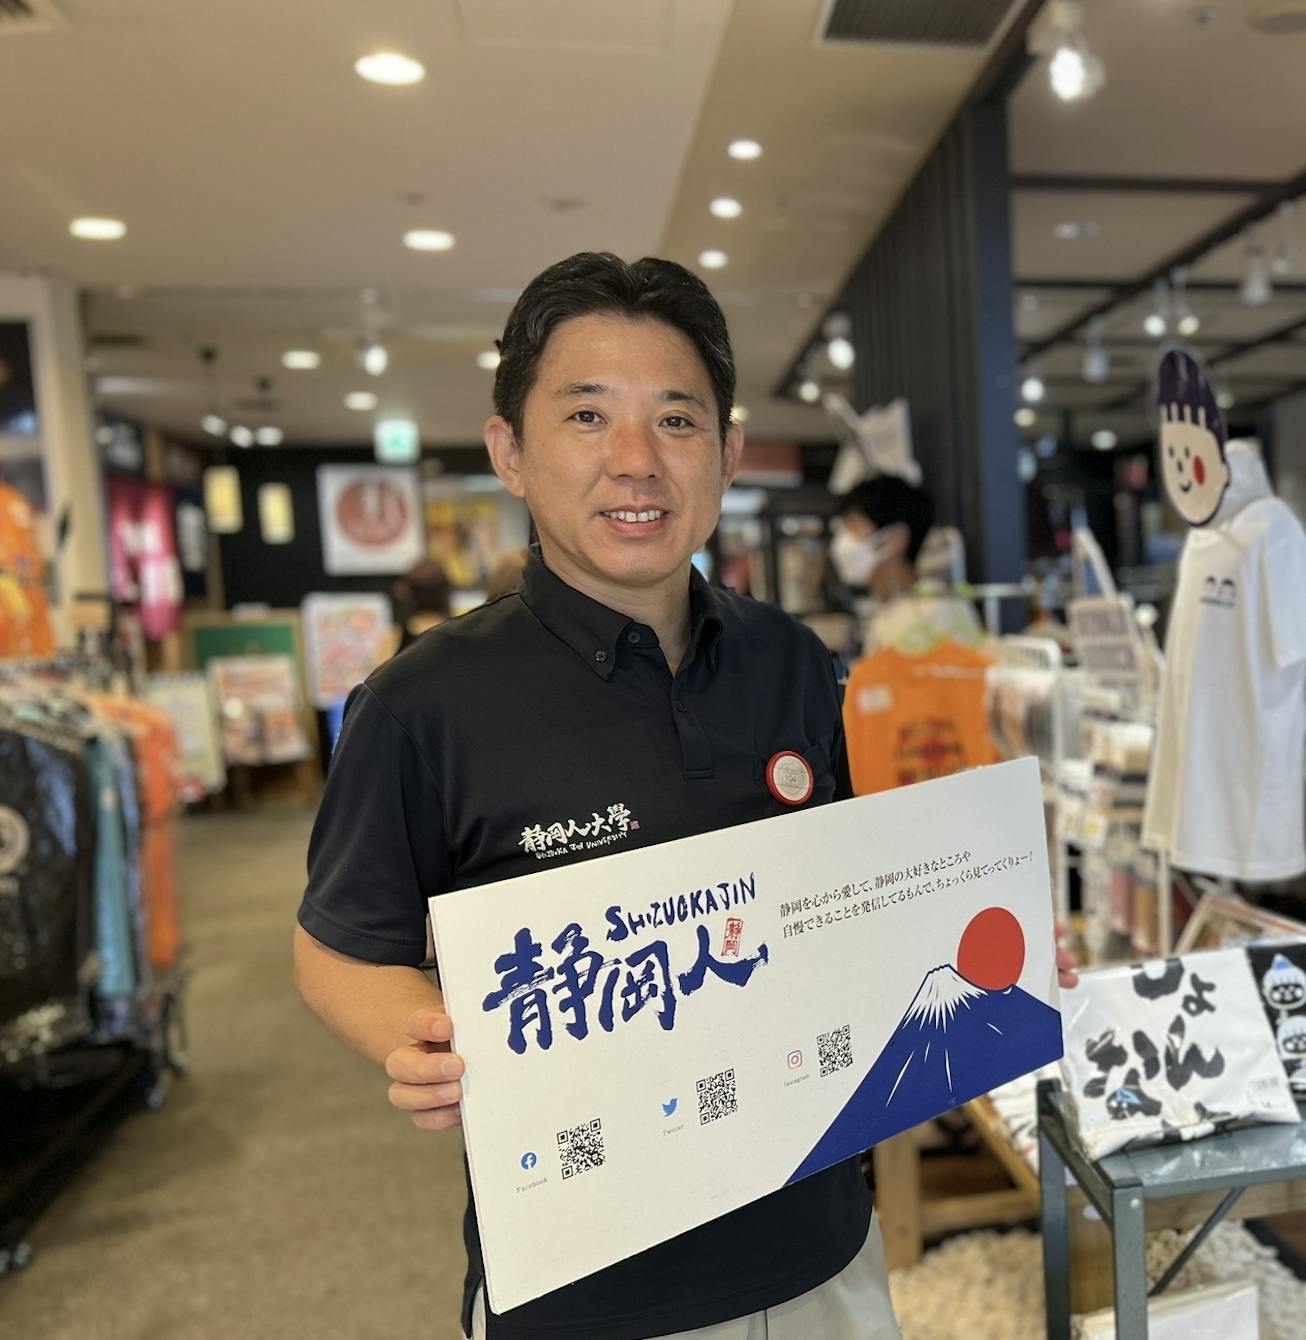 静岡人大學
SHIZUOKA JIN UNIVERSITY
SHIZUOKAJIN
静岡
静岡人
静岡を心から愛して、静岡の大好きなところや
自慢できることを発信してるもんで、ちょっくら見てってくりょー!
Instagram
Twitter
Facebook